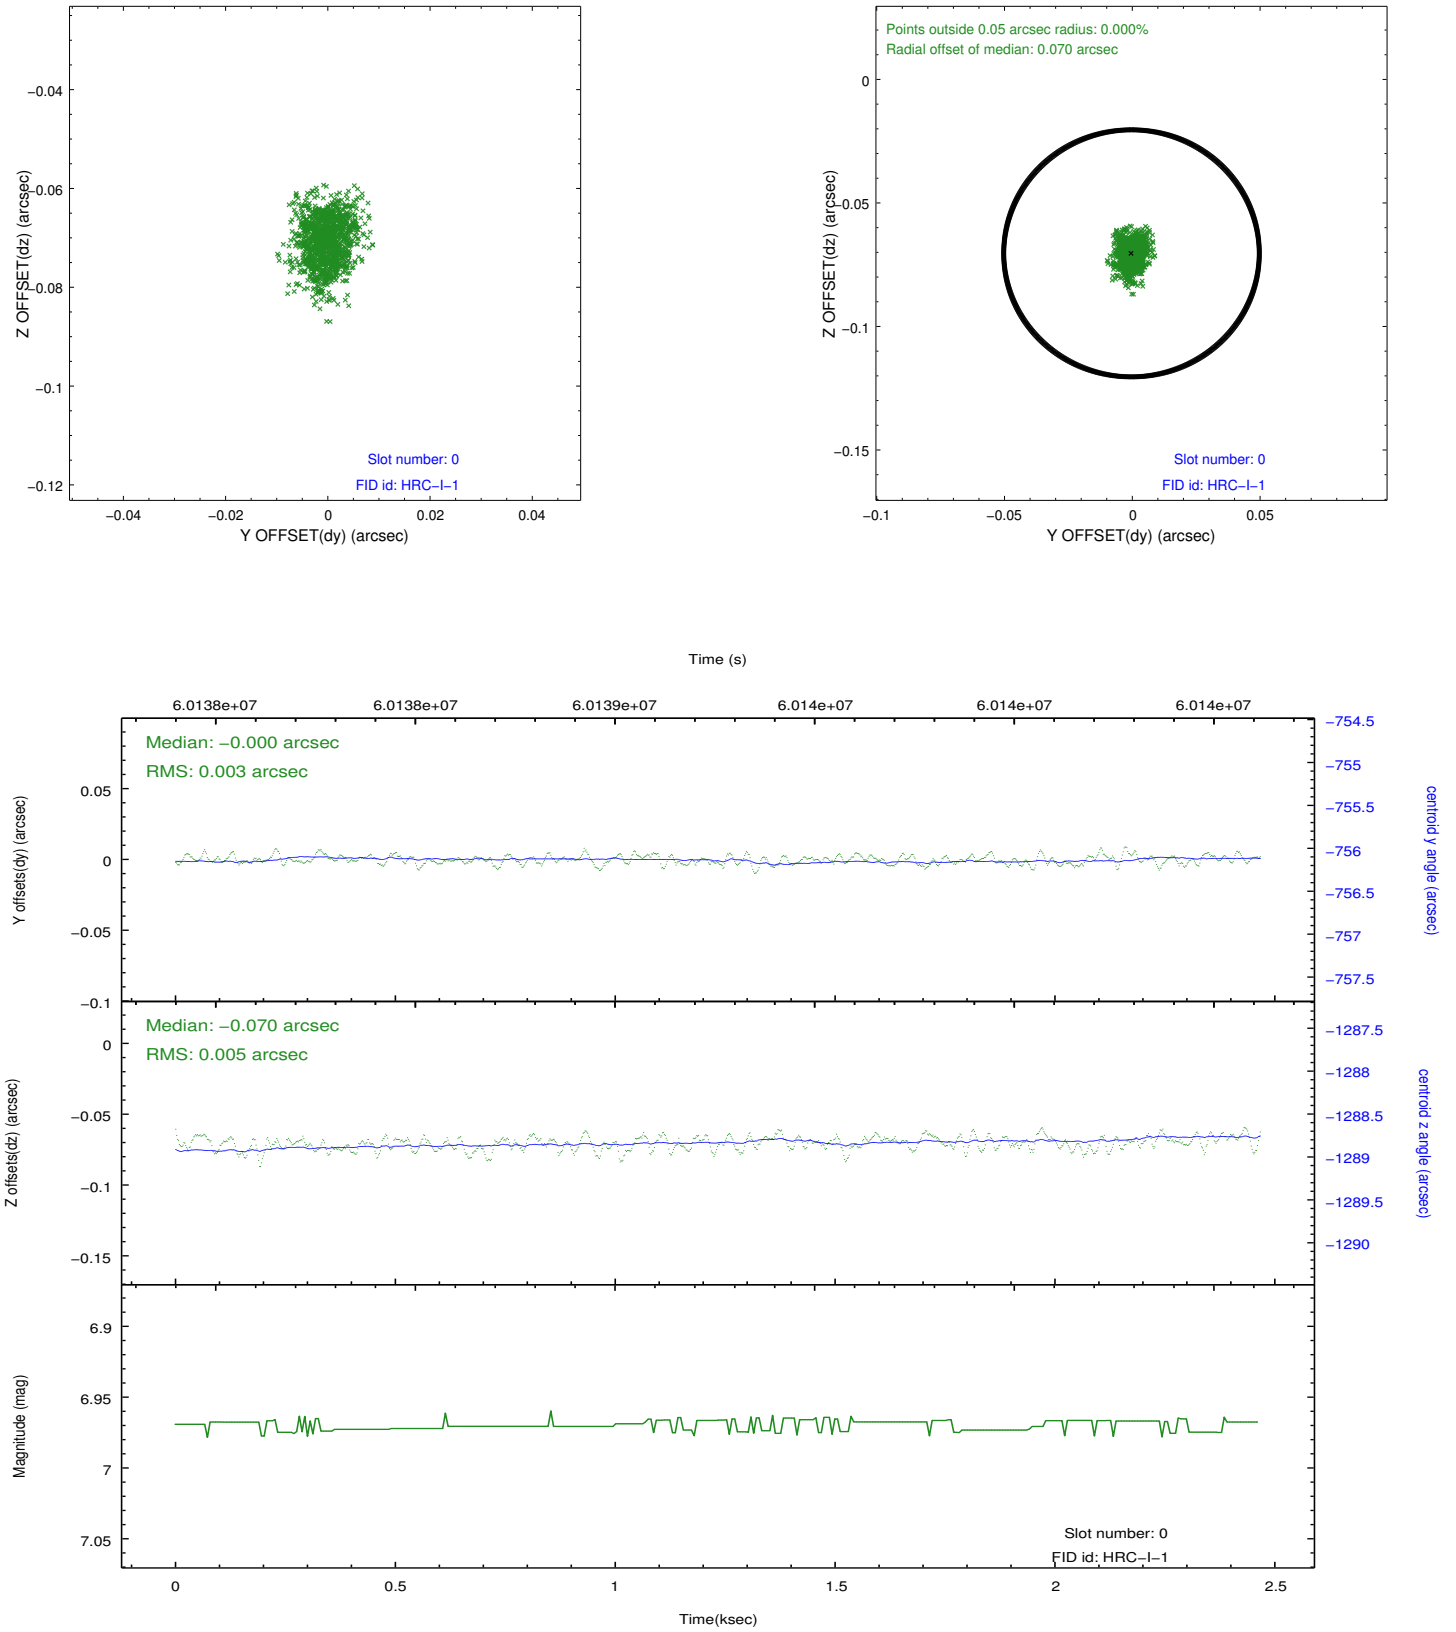 −0.04
−0.06
−0.08
−0.1
−0.12
Z OFFSET(dz) (arcsec)
Slot number: 0
FID id: HRC−I−1
−0.04 −0.02 0 0.02 0.04
Y OFFSET(dy) (arcsec)
Points outside 0.05 arcsec radius: 0.000%
Radial offset of median: 0.070 arcsec
0
−0.05
−0.1
−0.15
Z OFFSET(dz) (arcsec)
Slot number: 0
FID id: HRC−I−1
−0.1 −0.05 0 0.05
Y OFFSET(dy) (arcsec)
Time (s)
6.0138e+07 6.0138e+07 6.0139e+07 6.014e+07 6.014e+07 6.014e+07
Median: −0.000 arcsec
RMS: 0.003 arcsec
0.05
0
−0.05
−0.1
Y offsets(dy) (arcsec)
−754.5
−755
−755.5
−756
−756.5
−757
−757.5
centroid y angle (arcsec)
Median: −0.070 arcsec
RMS: 0.005 arcsec
0
−0.05
−0.1
−0.15
Z offsets(dz) (arcsec)
−1287.5
−1288
−1288.5
−1289
−1289.5
−1290
centroid z angle (arcsec)
6.9
6.95
7
7.05
Magnitude (mag)
Slot number: 0
FID id: HRC−I−1
0 0.5 1 1.5 2 2.5
Time(ksec)